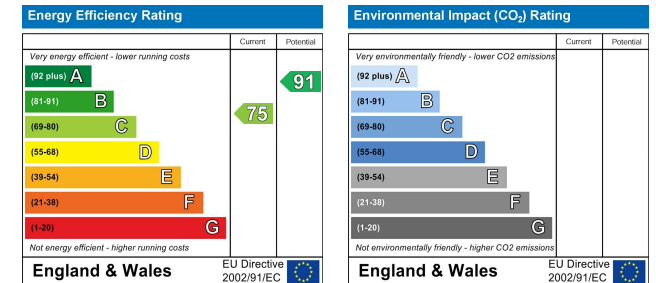 Energy Efficiency Rating
Current Potential
Very energy efficient - lower running costs
(92 plus) A
(81-91) B
(69-80) C
(55-68) D
(39-54) E
(21-38) F
(1-20) G
75
91
Not energy efficient - higher running costs
England & Wales
EU Directive
2002/91/EC
Environmental Impact (CO₂) Rating
Current Potential
Very environmentally friendly - lower CO2 emissions
(92 plus) A
(81-91) B
(69-80) C
(55-68) D
(39-54) E
(21-38) F
(1-20) G
Not environmentally friendly - higher CO2 emissions
England & Wales
EU Directive
2002/91/EC